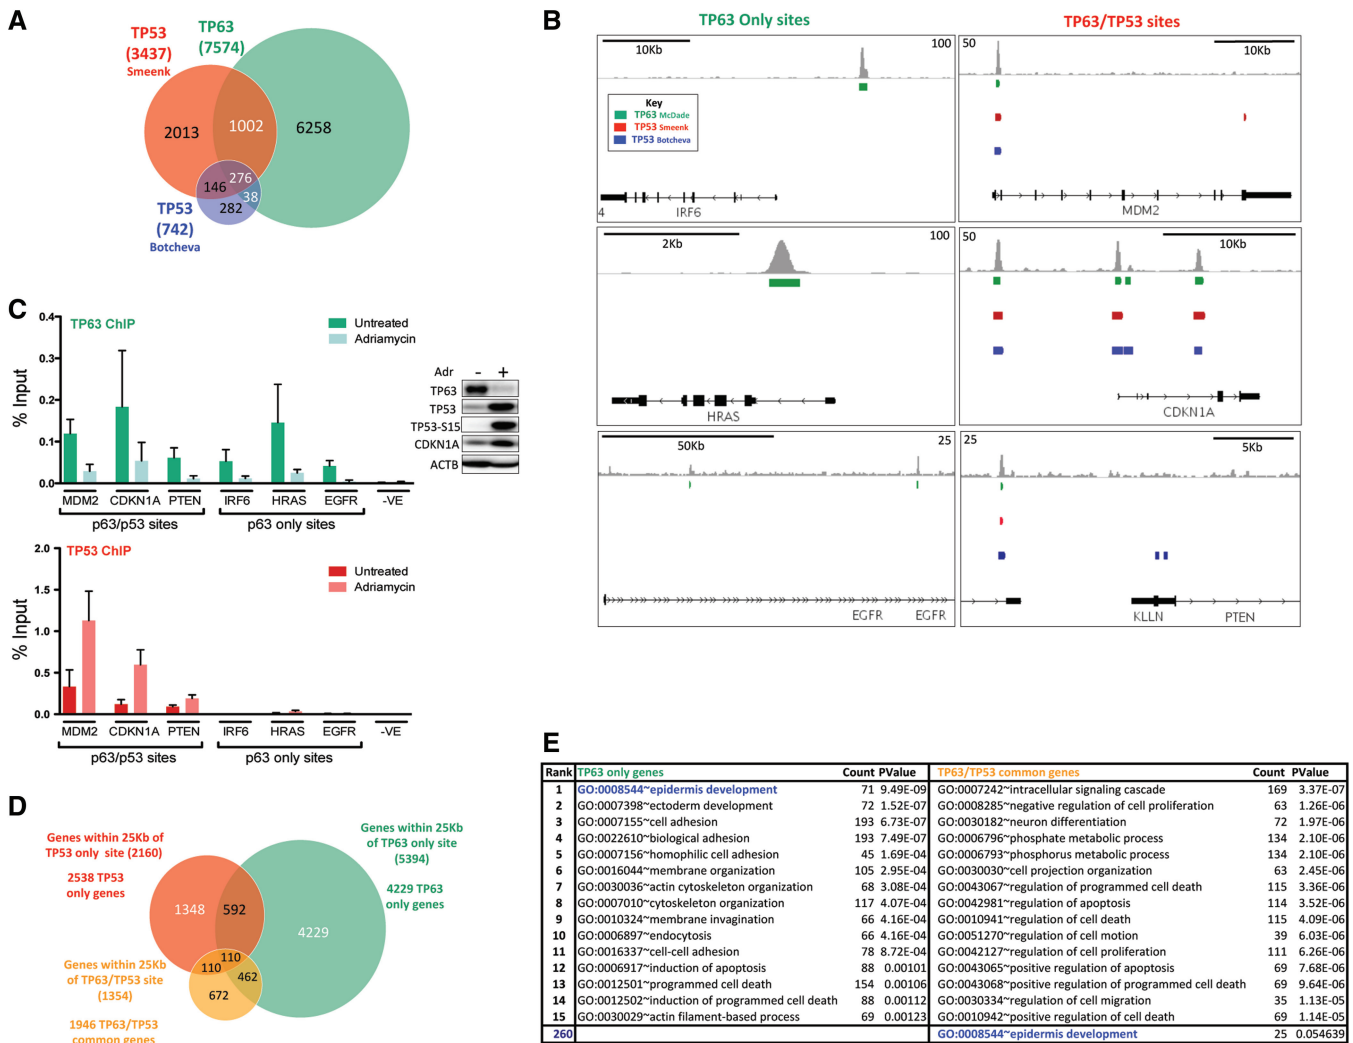 A
TP53
(3437)
Smeenk
TP63
(7574)
2013
1002
6258
276
146
38
282
TP53
(742)
Botcheva
B
TP63 Only sites
TP63/TP53 sites
10Kb
100
Key
TP63 McDade
TP53 Smeenk
TP53 Botcheva
4
IRF6
50
10Kb
MDM2
2Kb
100
HRAS
50
10Kb
CDKN1A
50Kb
25
EGFR
EGFR
25
5Kb
KLLN
PTEN
C
TP63 ChIP
Untreated
Adriamycin
% Input
0.4
0.3
0.2
0.1
0.0
MDM2 CDKN1A PTEN IRF6 HRAS EGFR -VE
p63/p53 sites
p63 only sites
Adr - +
TP63
TP53
TP53-S15
CDKN1A
ACTB
TP53 ChIP
Untreated
Adriamycin
% Input
2.0
1.5
1.0
0.5
0.0
MDM2 CDKN1A PTEN IRF6 HRAS EGFR -VE
p63/p53 sites
p63 only sites
D
Genes within 25Kb of
TP53 only site (2160)
2538 TP53
only genes
Genes within 25Kb
of TP63 only site
(5394)
4229 TP63
only genes
1348
592
4229
110
110
462
672
Genes within 25Kb
of TP63/TP53 site
(1354)
1946 TP63/TP53
common genes
E
Rank TP63 only genes Count PValue TP63/TP53 common genes Count PValue
1 GO:0008544~epidermis development 71 9.49E-09 GO:0007242~intracellular signaling cascade 169 3.37E-07
2 GO:0007398~ectoderm development 72 1.52E-07 GO:0008285~negative regulation of cell proliferation 63 1.26E-06
3 GO:0007155~cell adhesion 193 6.73E-07 GO:0030182~neuron differentiation 72 1.97E-06
4 GO:0022610~biological adhesion 193 7.49E-07 GO:0006796~phosphate metabolic process 134 2.10E-06
5 GO:0007156~homophilic cell adhesion 45 1.69E-04 GO:0006793~phosphorus metabolic process 134 2.10E-06
6 GO:0016044~membrane organization 105 2.95E-04 GO:0030030~cell projection organization 63 2.45E-06
7 GO:0030036~actin cytoskeleton organization 68 3.08E-04 GO:0043067~regulation of programmed cell death 115 3.36E-06
8 GO:0007010~cytoskeleton organization 117 4.07E-04 GO:0042981~regulation of apoptosis 114 3.52E-06
9 GO:0010324~membrane invagination 66 4.16E-04 GO:0010941~regulation of cell death 115 4.09E-06
10 GO:0006897~endocytosis 66 4.16E-04 GO:0051270~regulation of cell motion 39 6.03E-06
11 GO:0016337~cell-cell adhesion 78 8.72E-04 GO:0042127~regulation of cell proliferation 111 6.26E-06
12 GO:0006917~induction of apoptosis 88 0.00101 GO:0043065~positive regulation of apoptosis 69 7.68E-06
13 GO:0012501~programmed cell death 154 0.00106 GO:0043068~positive regulation of programmed cell death 69 9.64E-06
14 GO:0012502~induction of programmed cell death 88 0.00112 GO:0030334~regulation of cell migration 35 1.13E-05
15 GO:0030029~actin filament-based process 69 0.00123 GO:0010942~positive regulation of cell death 69 1.14E-05
260 GO:0008544~epidermis development 25 0.054639